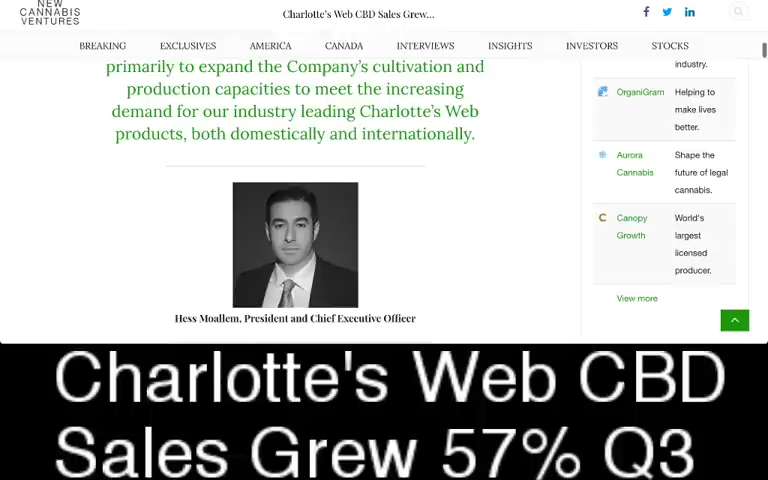 NEW
CANNABIS
VENTURES
Charlotte's Web CBD Sales Grew...
BREAKING EXCLUSIVES AMERICA CANADA INTERVIEWS INSIGHTS INVESTORS STOCKS
primarily to expand the Company's cultivation and
production capacities to meet the increasing
demand for our industry leading Charlotte's Web
products, both domestically and internationally.
Hess Moallem, President and Chief Executive Officer
industry.
OrganiGram Helping to
make lives
better.
Aurora Shape the
Cannabis future of legal
cannabis.
Canopy World's
Growth largest
licensed
producer.
View more
Charlotte's Web CBD
Sales Grew 57% Q3